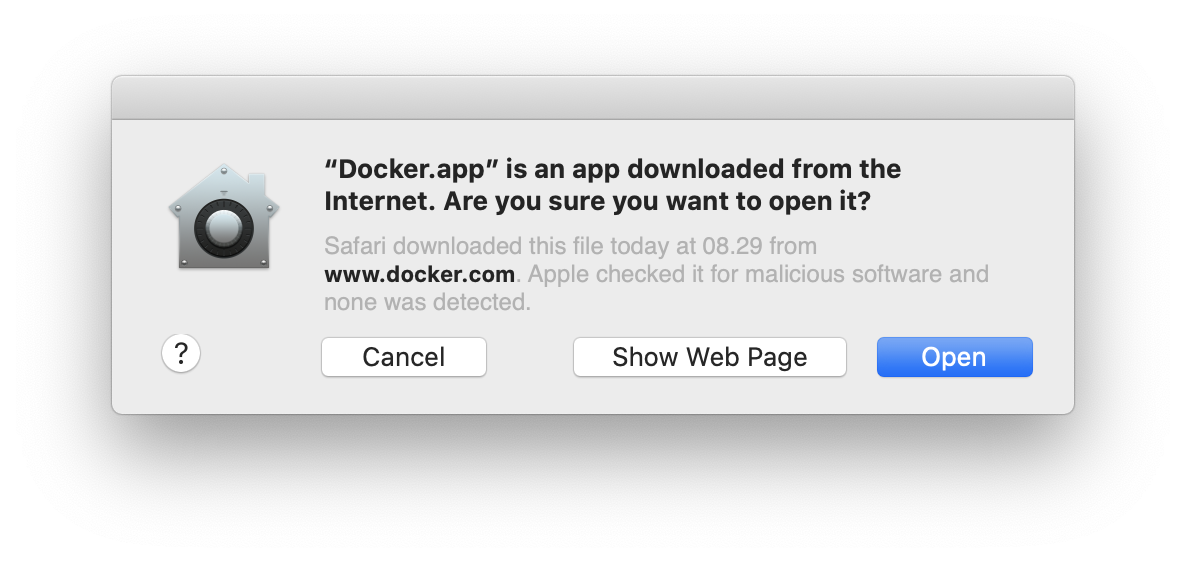 “Docker.app” is an app downloaded from the
Internet. Are you sure you want to open it?
Safari downloaded this file today at 08.29 from
www.docker.com. Apple checked it for malicious software and
none was detected.
?
Cancel
Show Web Page
Open